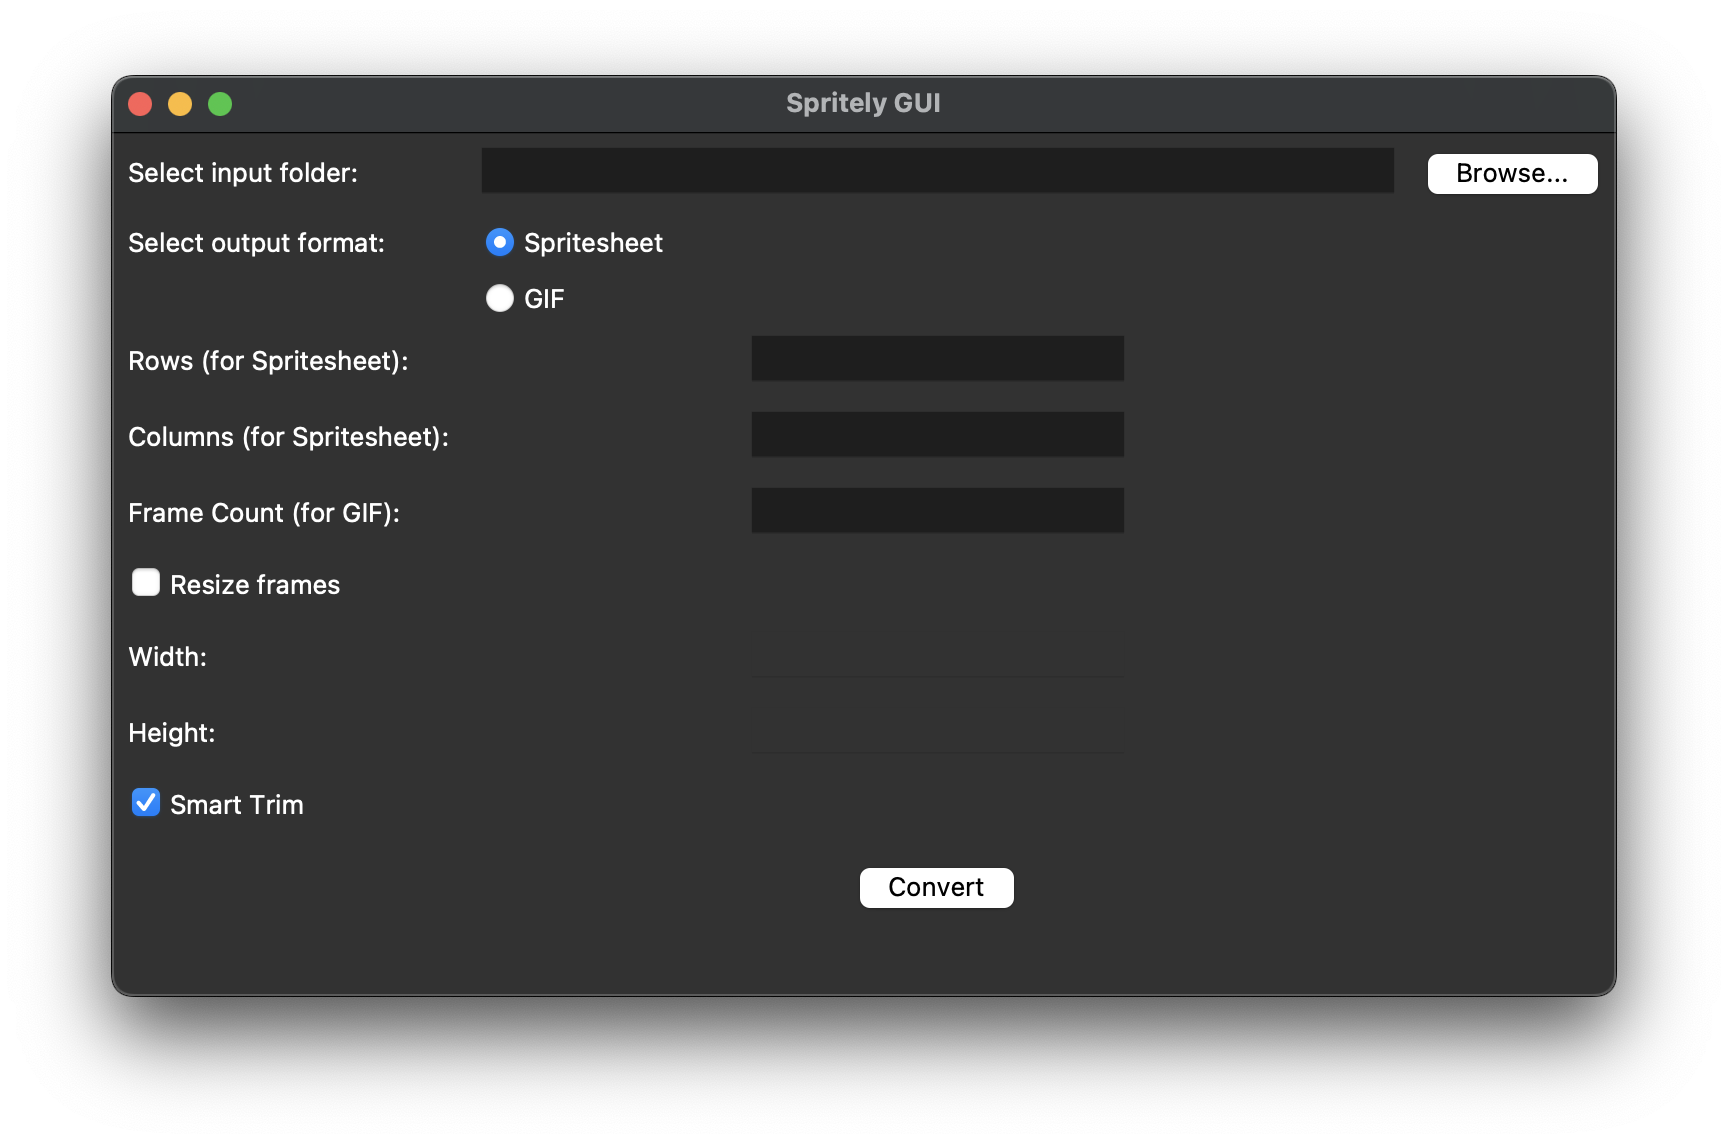 Spritely GUI
Select input folder:
Browse...
Select output format:
Spritesheet
GIF
Rows (for Spritesheet):
Columns (for Spritesheet):
Frame Count (for GIF):
Resize frames
Width:
Height:
Smart Trim
Convert